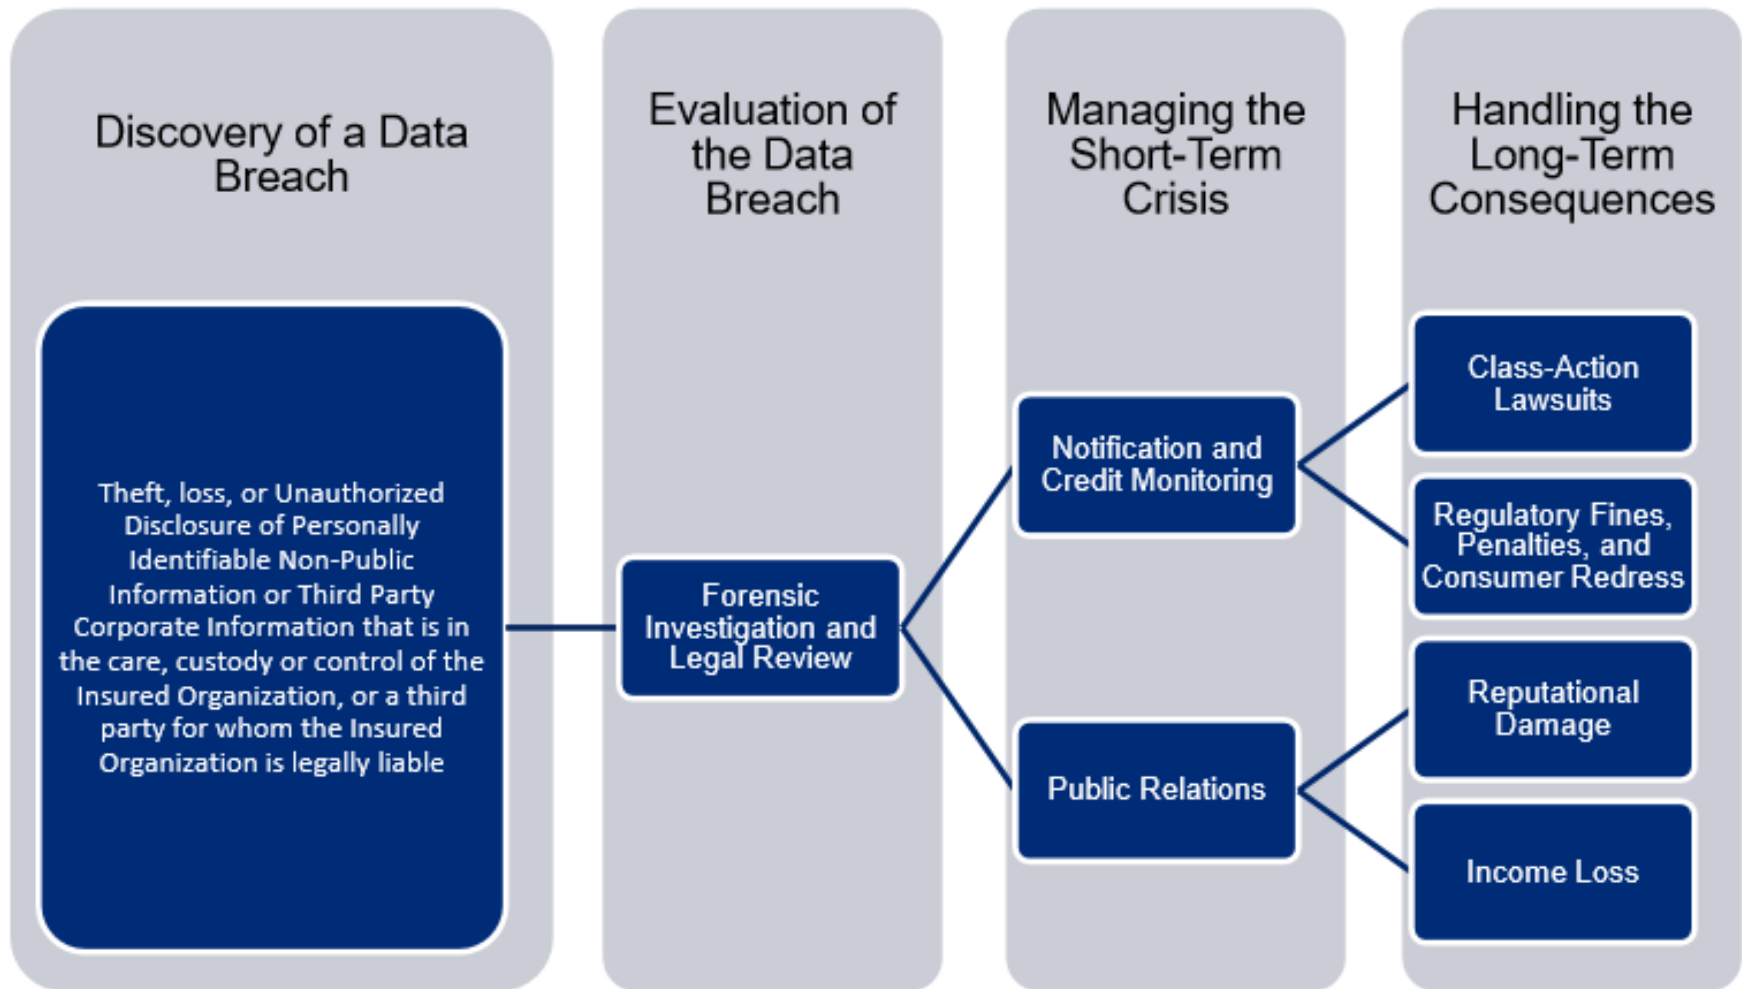 Discovery of a Data
Breach
Evaluation of
the Data
Breach
Managing the
Short-Term
Crisis
Handling the
Long-Term
Consequences
Theft, loss, or Unauthorized
Disclosure of Personally
Identifiable Non-Public
Information or Third Party
Corporate Information that is in
the care, custody or control of the
Insured Organization, or a third
party for whom the Insured
Organization is legally liable
Forensic
Investigation and
Legal Review
Notification and
Credit Monitoring
Public Relations
Class-Action
Lawsuits
Regulatory Fines,
Penalties, and
Consumer Redress
Reputational
Damage
Income Loss